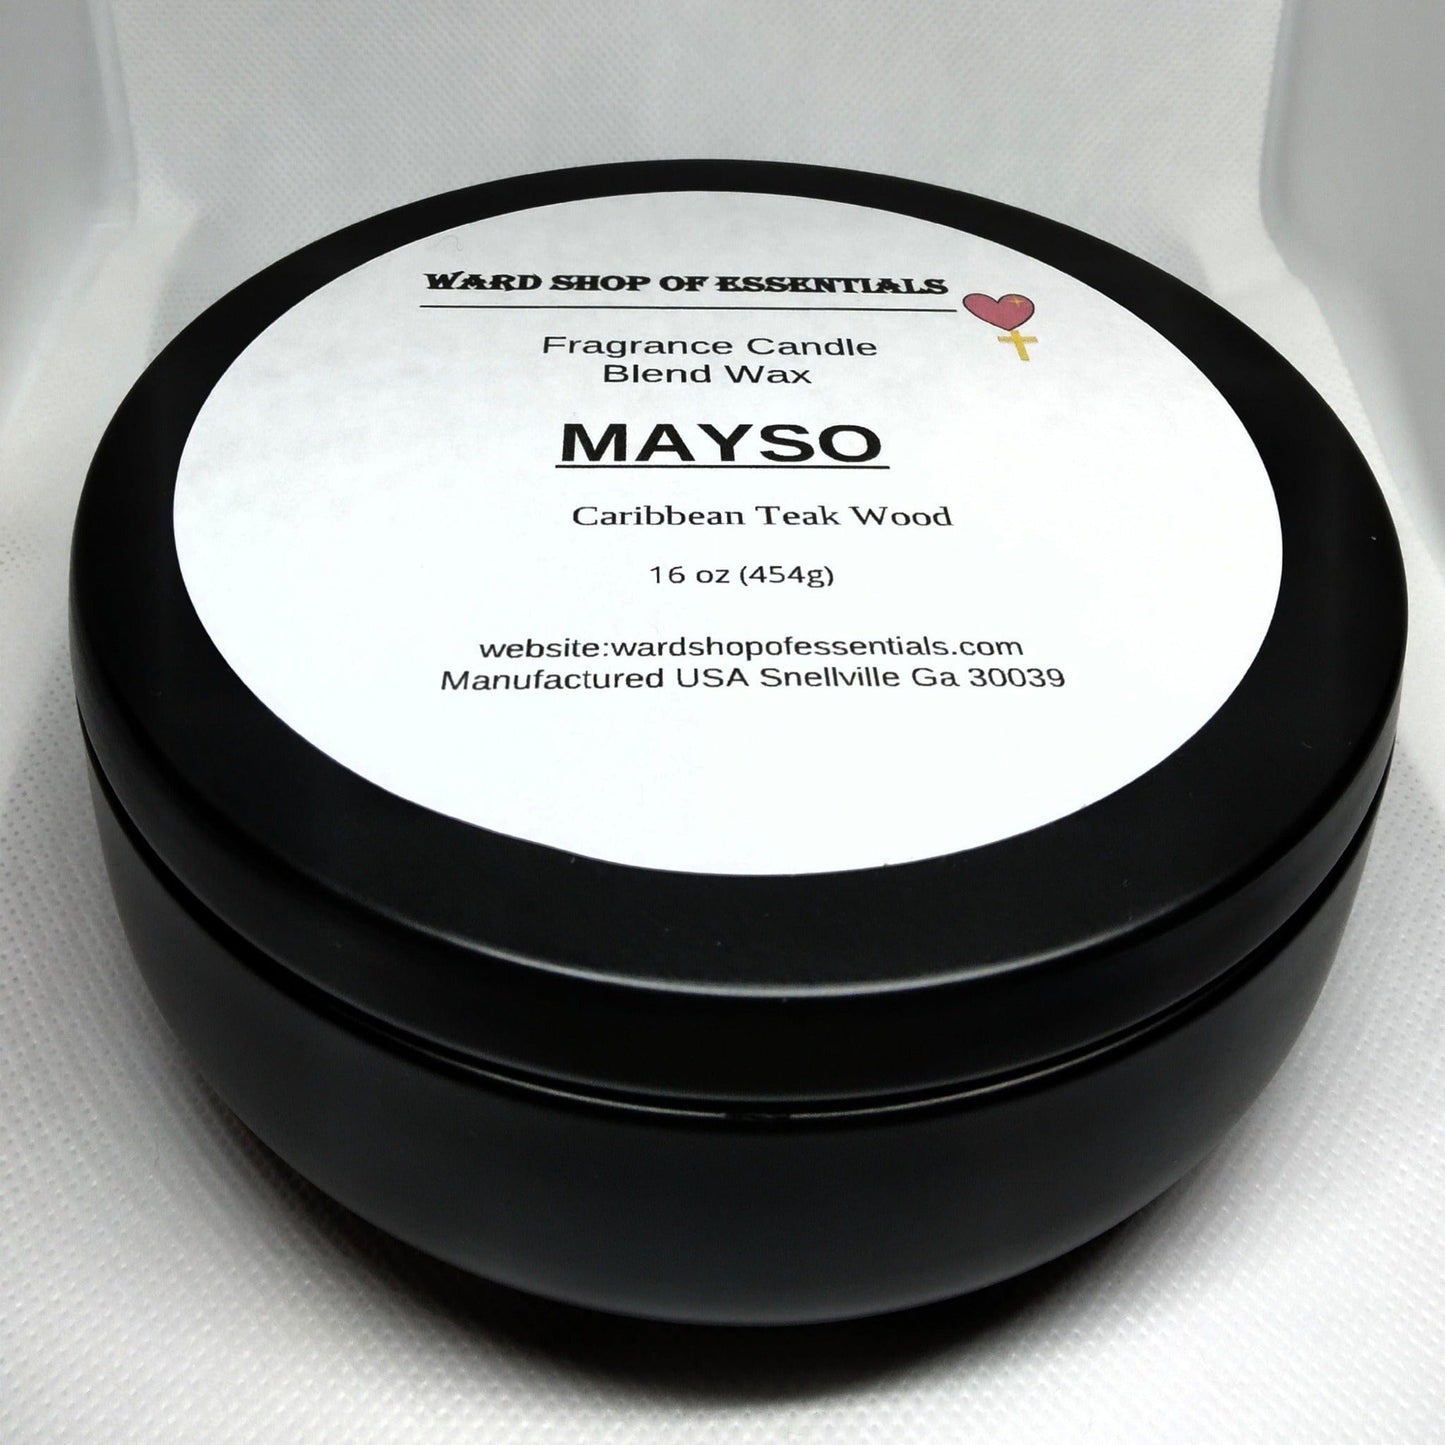 WARD SHOP OF ESSENTIALS
Fragrance Candle
Blend Wax
MAYSO
Caribbean Teak Wood
16 oz (454g)
website:wardshopofessentials.com
Manufactured USA Snellville Ga 30039